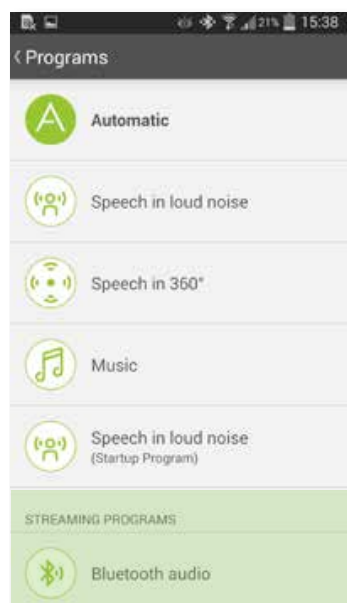 21% 15:38
Programs
A Automatic
Speech in loud noise
Speech in 360°
Music
Speech in loud noise
(Startup Program)
STREAMING PROGRAMS
Bluetooth audio